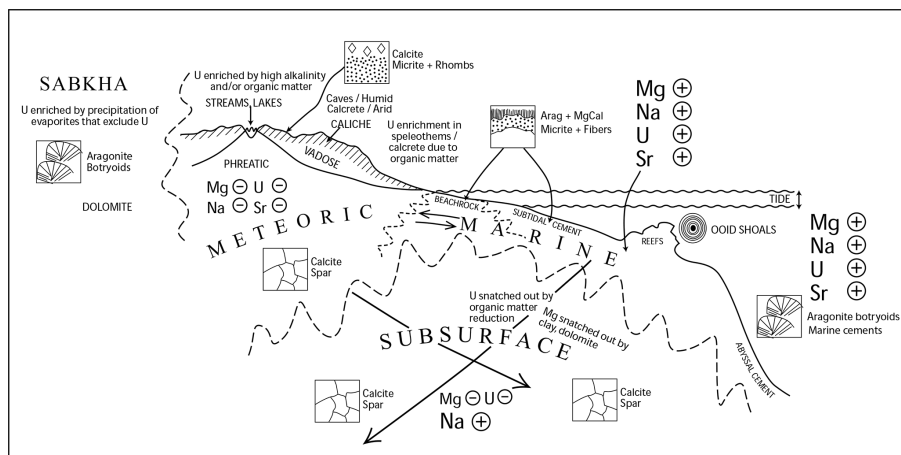 SABKHA
U enriched by precipitation of
evaporites that exclude U
Aragonite
Botryoids
DOLOMITE
U enriched by high alkalinity
and/or organic matter
STREAMS LAKES
Calcite
Micrite + Rhombs
Caves / Humid
Calcrete / Arid
CALICHE
VADOSE
PHREATIC
Mg ⊖ U ⊖
Na ⊖ Sr ⊖
METEORIC
Calcite
Spar
U enrichment in
speleothems /
calcrete due to
organic matter
Arag + MgCal
Micrite + Fibers
BEACHROCK
SUBTIDAL CEMENT
MARINE
Mg ⊕
Na ⊕
U ⊕
Sr ⊕
TIDE
REEFS
OOID SHOALS
Mg ⊕
Na ⊕
U ⊕
Sr ⊕
Aragonite botryoids
Marine cements
ABYSSAL CEMENT
U snatched out by
organic matter
reduction
Mg snatched out by
clay, dolomite
SUBSURFACE
Calcite
Spar
Mg ⊖ U ⊖
Na ⊕
Calcite
Spar